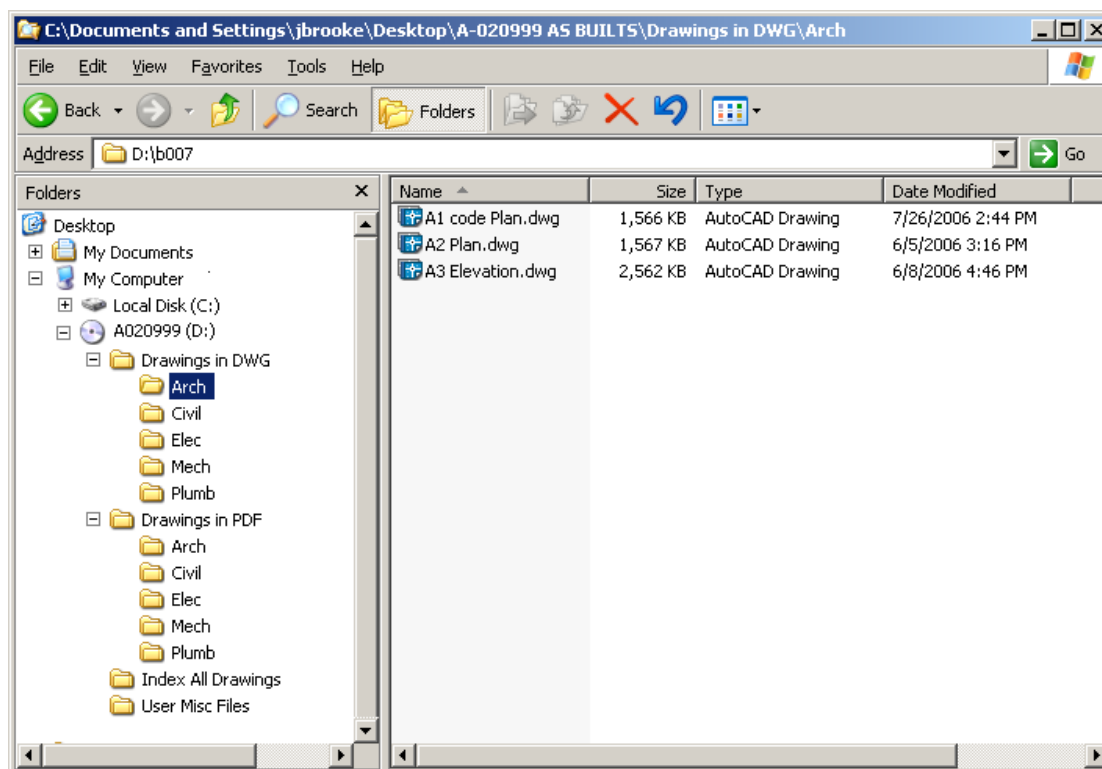 C:\Documents and Settings\jbrooke\Desktop\A-020999 AS BUILTS\Drawings in DWG\Arch
File Edit View Favorites Tools Help
Back Search Folders
Address D:\b007 Go
Folders x
Name Size Type Date Modified
Desktop
My Documents
My Computer
Local Disk (C:)
A020999 (D:)
Drawings in DWG
Arch
Civil
Elec
Mech
Plumb
Drawings in PDF
Arch
Civil
Elec
Mech
Plumb
Index All Drawings
User Misc Files
A1 code Plan.dwg 1,566 KB AutoCAD Drawing 7/26/2006 2:44 PM
A2 Plan.dwg 1,567 KB AutoCAD Drawing 6/5/2006 3:16 PM
A3 Elevation.dwg 2,562 KB AutoCAD Drawing 6/8/2006 4:46 PM